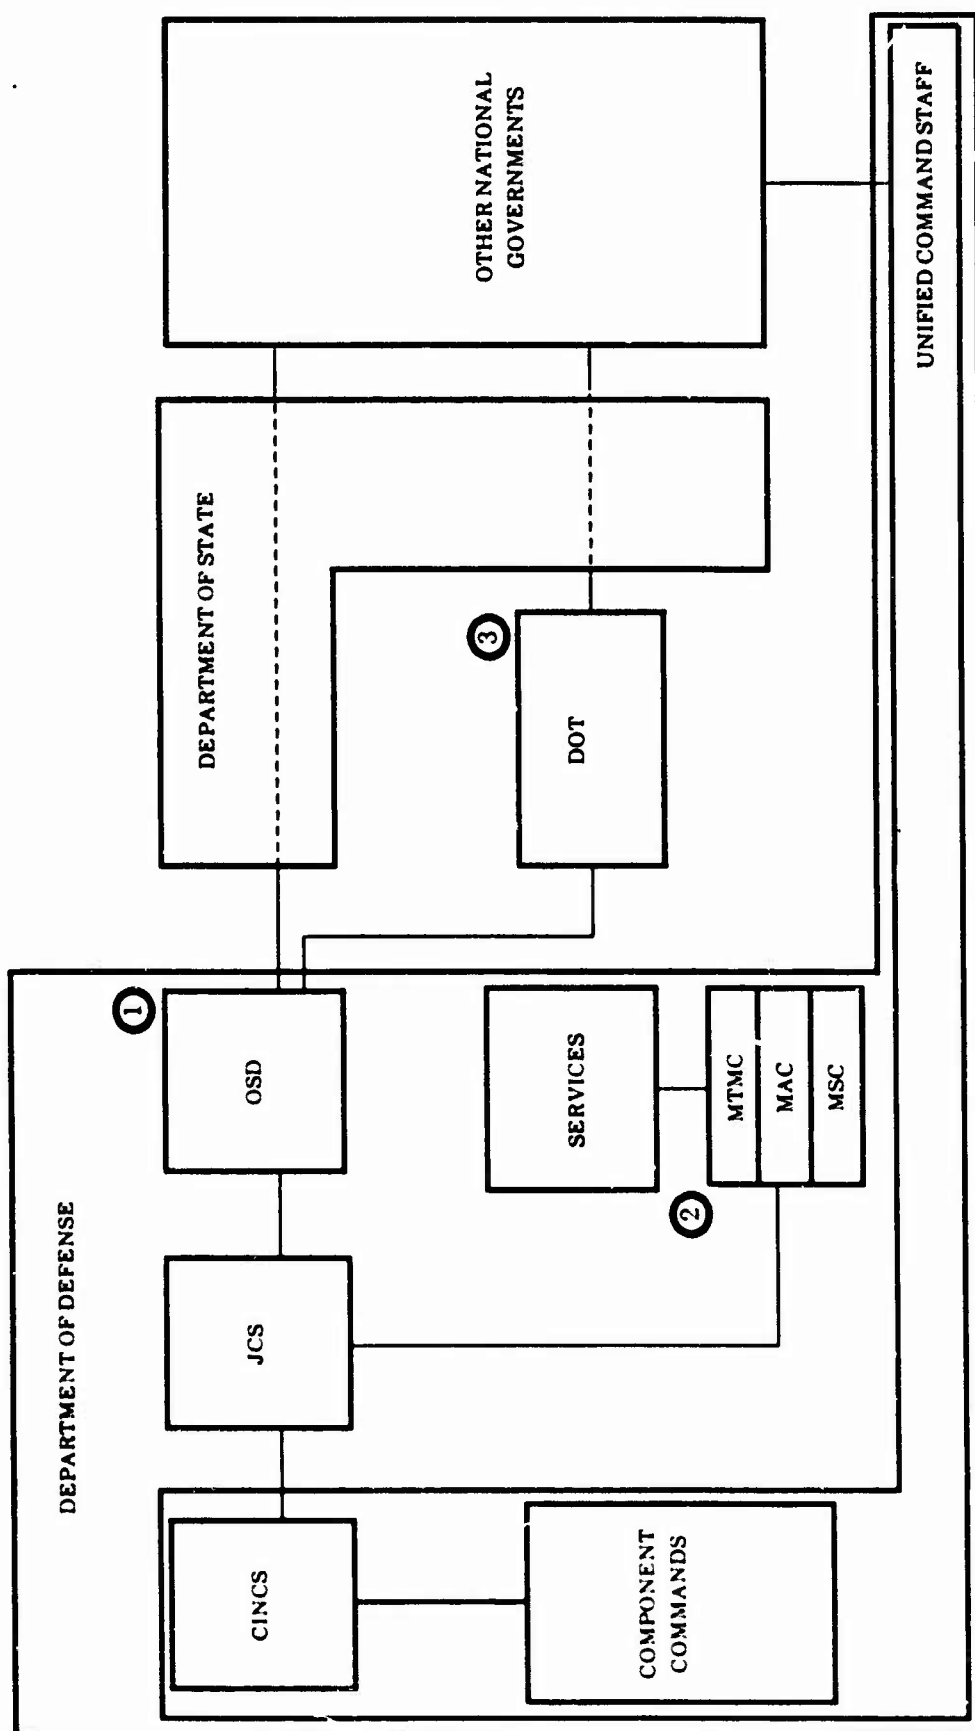 DEPARTMENT OF DEFENSE
CINCS
JCS
OSD
1
DEPARTMENT OF STATE
OTHER NATIONAL
GOVERNMENTS
COMPONENT
COMMANDS
SERVICES
2
MTMC
MAC
MSC
3
DOT
UNIFIED COMMAND STAFF